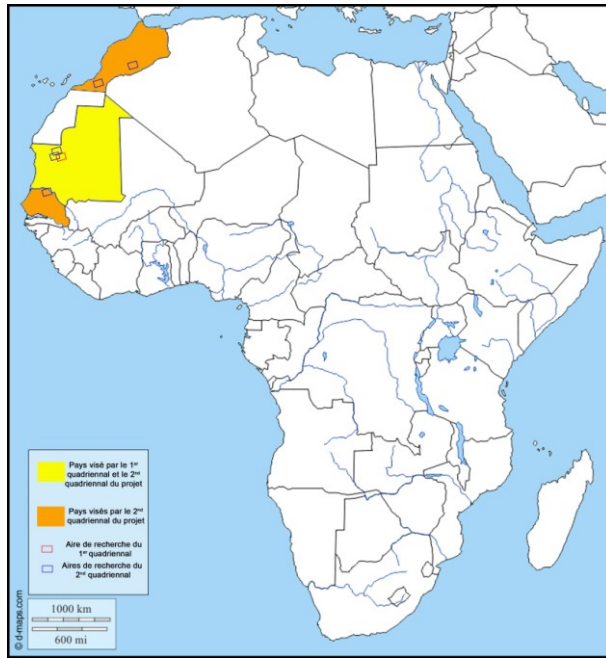 Pays visé par le 1er
quadriennal et le 2nd
quadriennal du projet
Pays visés par le 2nd
quadriennal du projet
Aire de recherche du
1er quadriennal
Aires de recherche du
2nd quadriennal
1000 km
600 mi
© d-maps.com